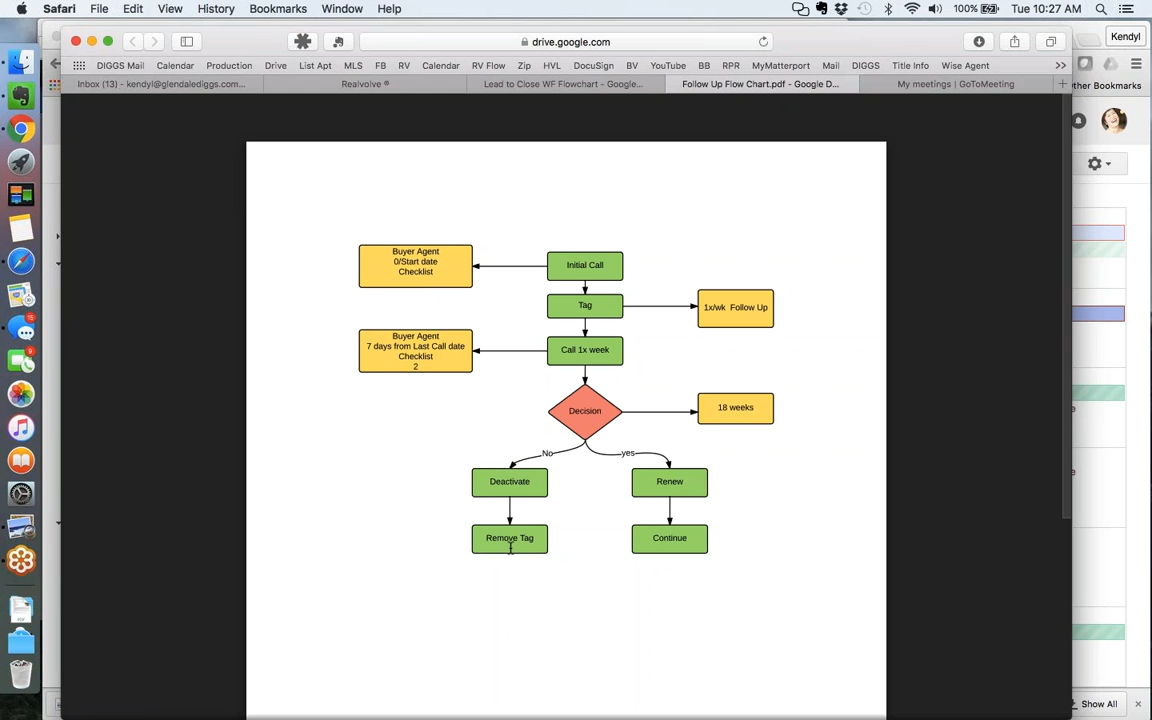 Safari File Edit View History Bookmarks Window Help 100% Tue 10:27 AM
Kendyl
drive.google.com
DIGGS Mail Calendar Production Drive List Apt MLS FB RV Calendar RV Flow Zip HVL DocuSign BV YouTube BB RPR MyMatterport Mail DIGGS Title Info Wise Agent >>
ther Bookmarks
Inbox (13) - kendyl@glendalediggs.com... Realvolve ® Lead to Close WF Flowchart - Google... Follow Up Flow Chart.pdf - Google D... My meetings | GoToMeeting +
Buyer Agent
0/Start date
Checklist
Initial Call
Tag
1x/wk Follow Up
Buyer Agent
7 days from Last Call date
Checklist
2
Call 1x week
Decision
18 weeks
No
yes
Deactivate
Renew
Remove Tag
Continue
15
9
e
e
Show All